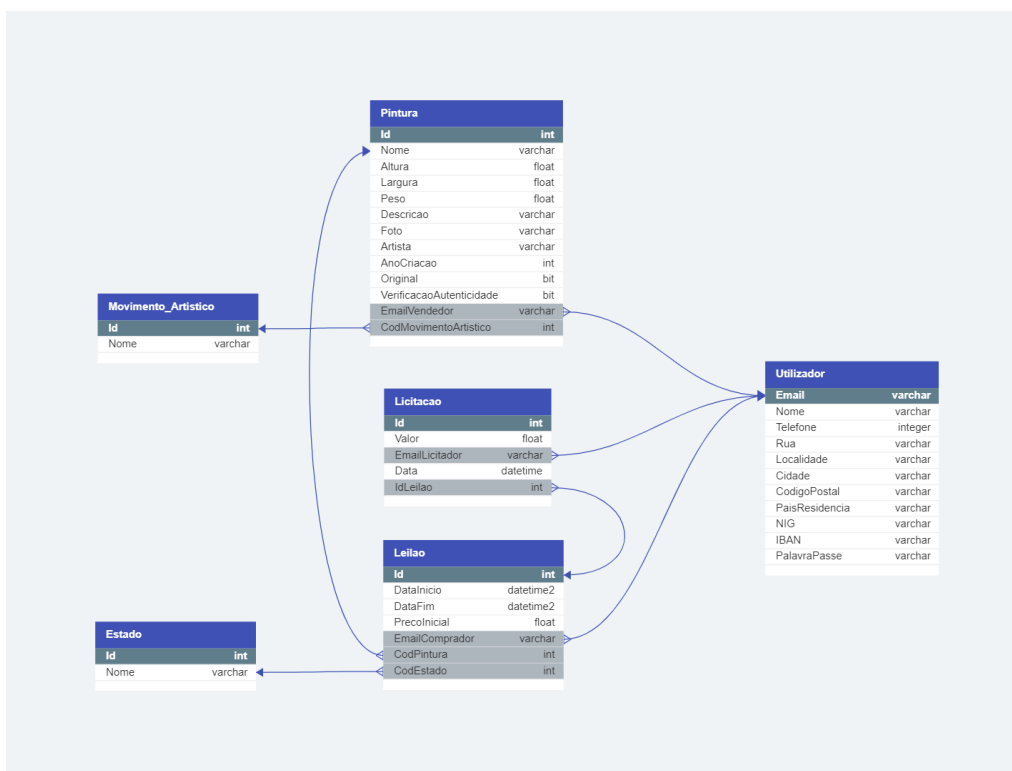 Pintura
Id int
Nome varchar
Altura float
Largura float
Peso float
Descricao varchar
Foto varchar
Artista varchar
AnoCriacao int
Original bit
VerificacaoAutenticidade bit
EmailVendedor varchar
CodMovimentoArtistico int
Movimento_Artistico
Id int
Nome varchar
Licitacao
Id int
Valor float
EmailLicitador varchar
Data datetime
IdLeilao int
Utilizador
Email varchar
Nome varchar
Telefone integer
Rua varchar
Localidade varchar
Cidade varchar
CodigoPostal varchar
PaisResidencia varchar
NIG varchar
IBAN varchar
PalavraPasse varchar
Leilao
Id int
DataInicio datetime2
DataFim datetime2
PrecoInicial float
EmailComprador varchar
CodPintura int
CodEstado int
Estado
Id int
Nome varchar